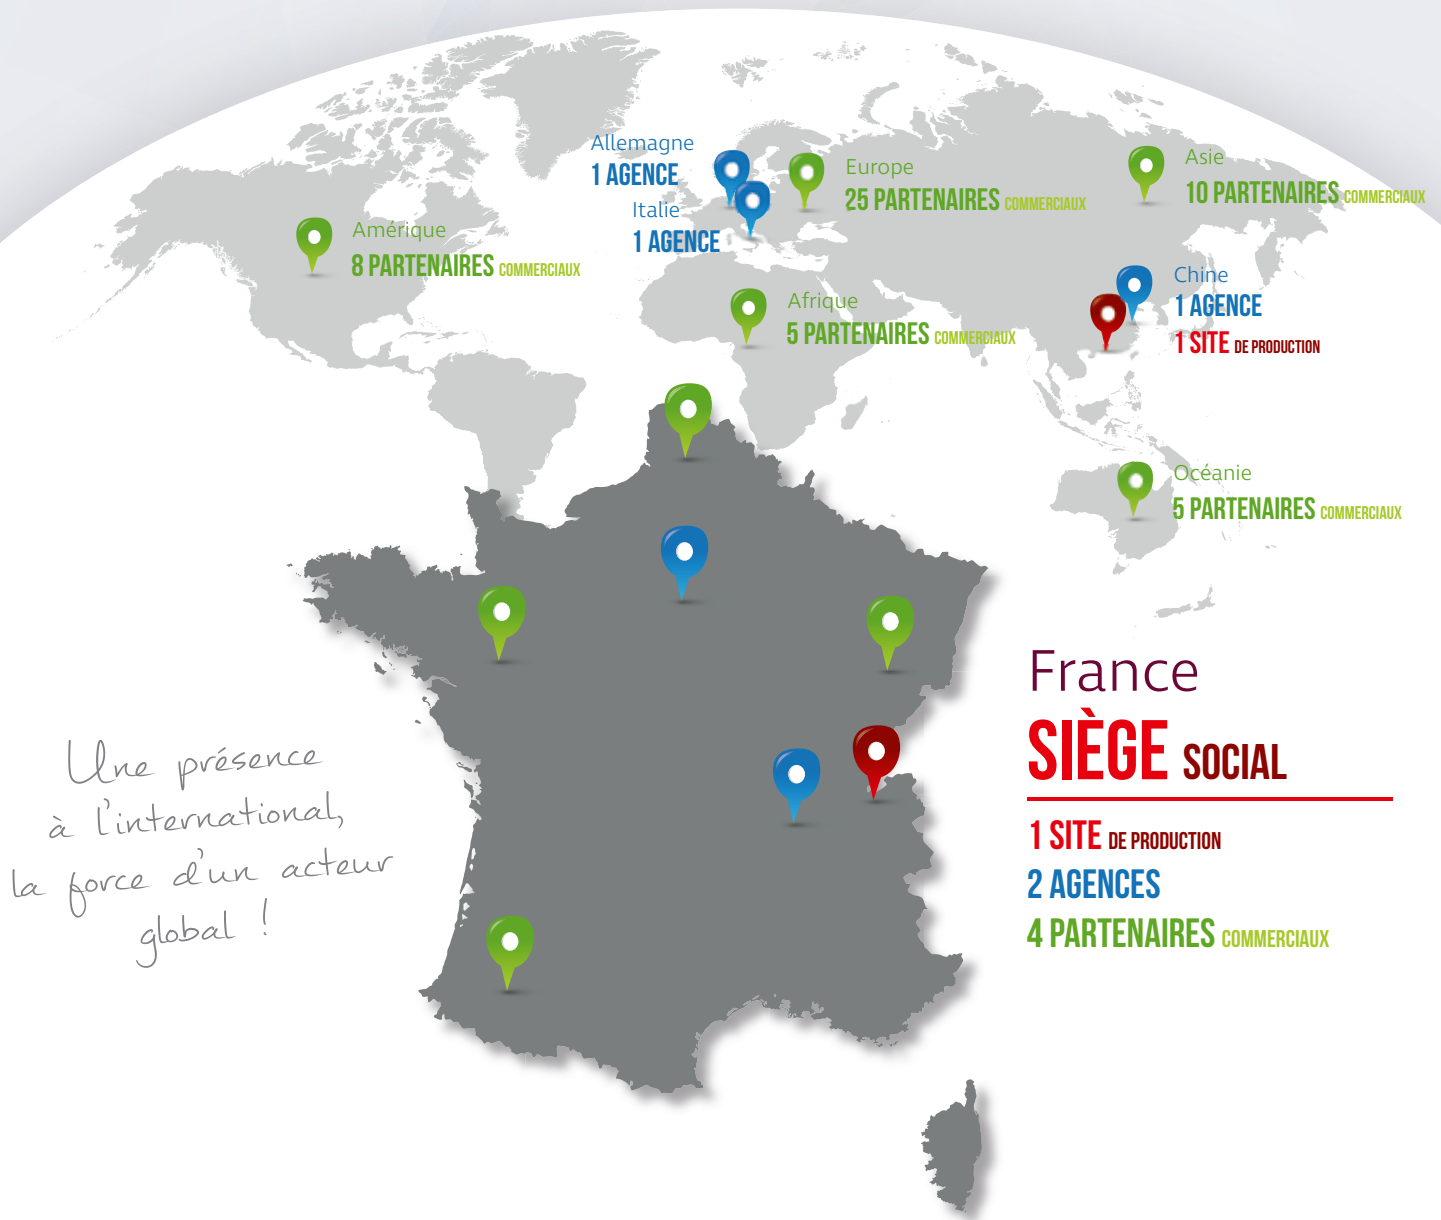 Allemagne
1 AGENCE
Italie
1 AGENCE
Europe
25 PARTENAIRES COMMERCIAUX
Asie
10 PARTENAIRES COMMERCIAUX
Amérique
8 PARTENAIRES COMMERCIAUX
Afrique
5 PARTENAIRES COMMERCIAUX
Chine
1 AGENCE
1 SITE DE PRODUCTION
Océanie
5 PARTENAIRES COMMERCIAUX
France
SIÈGE SOCIAL
1 SITE DE PRODUCTION
2 AGENCES
4 PARTENAIRES COMMERCIAUX
Une présence
à l'international,
la force d'un acteur
global !